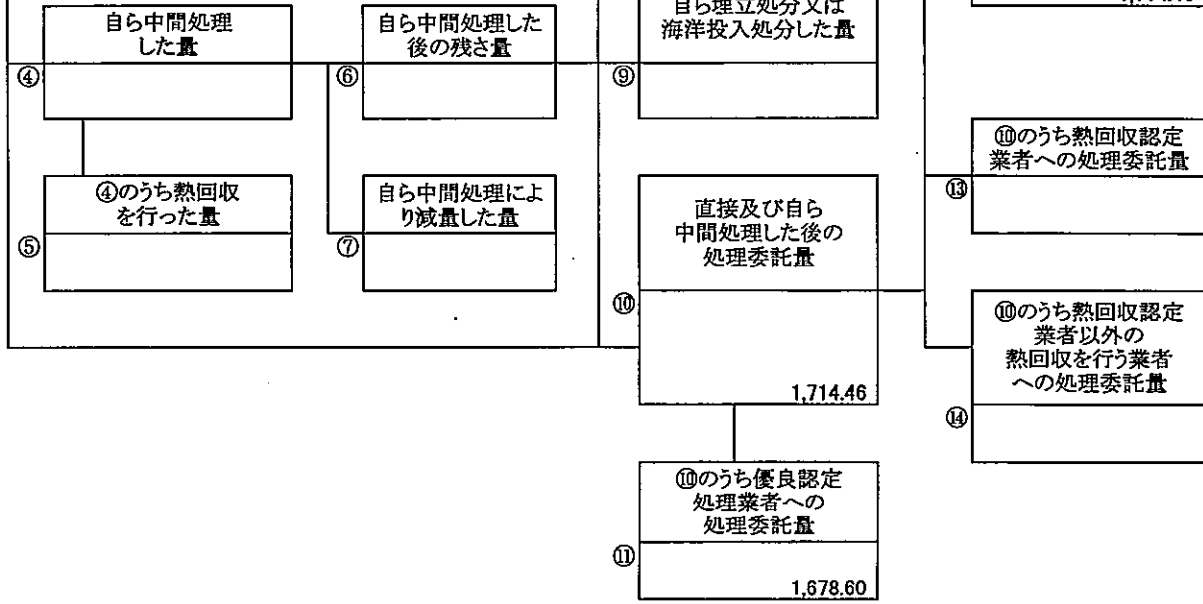 自ら中間処理
した量
④
⑤
④のうち熱回収
を行った量
自ら中間処理した
後の残さ量
⑥
自ら中間処理によ
り減量した量
⑦
自ら埋立処分又は
海洋投入処分した量
⑨
直接及び自ら
中間処理した後の
処理委託量
⑩
1,714.46
⑩のうち優良認定
処理業者への
処理委託量
⑪
1,678.60
⑩のうち熱回収認定
業者への処理委託量
⑬
⑩のうち熱回収認定
業者以外の
熱回収を行う業者
への処理委託量
⑭